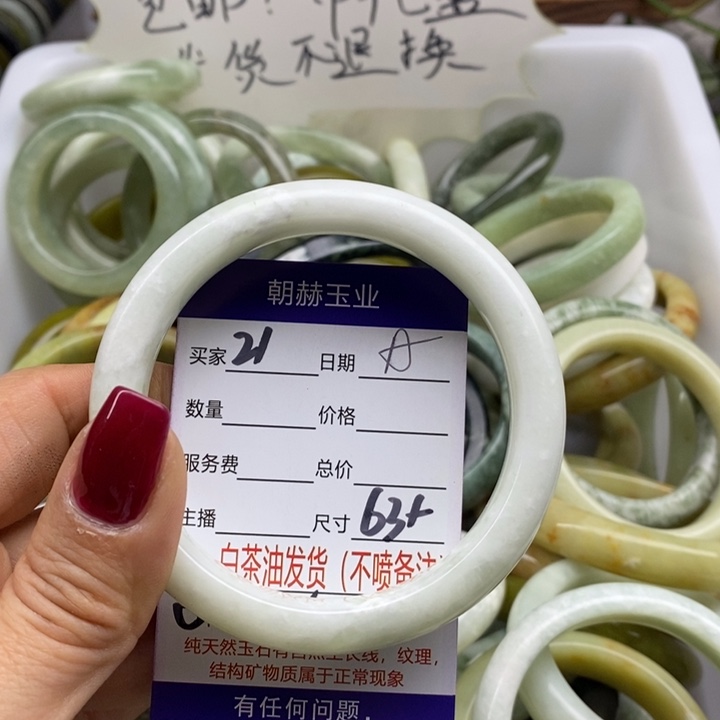 发货不退换
朝赫玉业
买家 21 日期 A
数量 价格
服务费 总价
主播 尺寸 63+
白茶油发货(不喷备注
纯天然玉石有自然生长线,纹理,
结构矿物质属于正常现象
有任何问题,